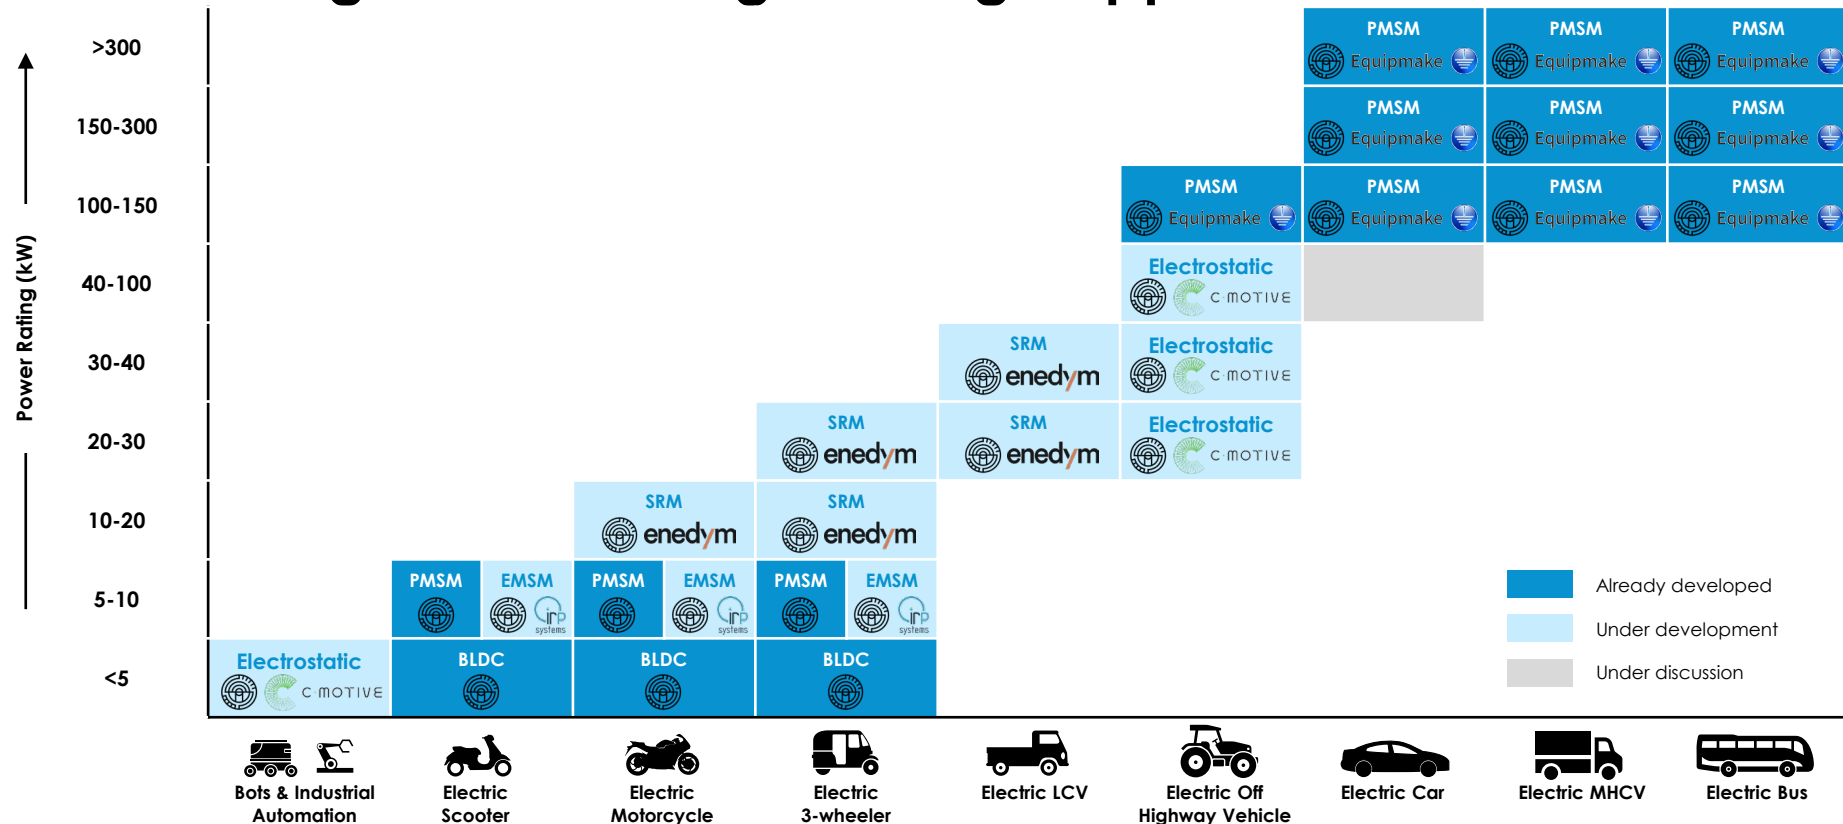 >300
PMSM PMSM PMSM
Equipmake Equipmake Equipmake
150-300
PMSM PMSM PMSM
Equipmake Equipmake Equipmake
100-150
PMSM PMSM PMSM PMSM
Equipmake Equipmake Equipmake Equipmake
Power Rating (kW)
40-100
Electrostatic
C-MOTIVE
30-40
SRM Electrostatic
enedym C-MOTIVE
20-30
SRM SRM Electrostatic
enedym enedym C-MOTIVE
10-20
SRM SRM
enedym enedym
5-10
PMSM EMSM PMSM EMSM PMSM EMSM
irp irp irp
systems systems systems
<5
Electrostatic BLDC BLDC BLDC
C-MOTIVE
Already developed
Under development
Under discussion
Bots & Industrial
Automation
Electric
Scooter
Electric
Motorcycle
Electric
3-wheeler
Electric LCV
Electric Off
Highway Vehicle
Electric Car
Electric MHCV
Electric Bus